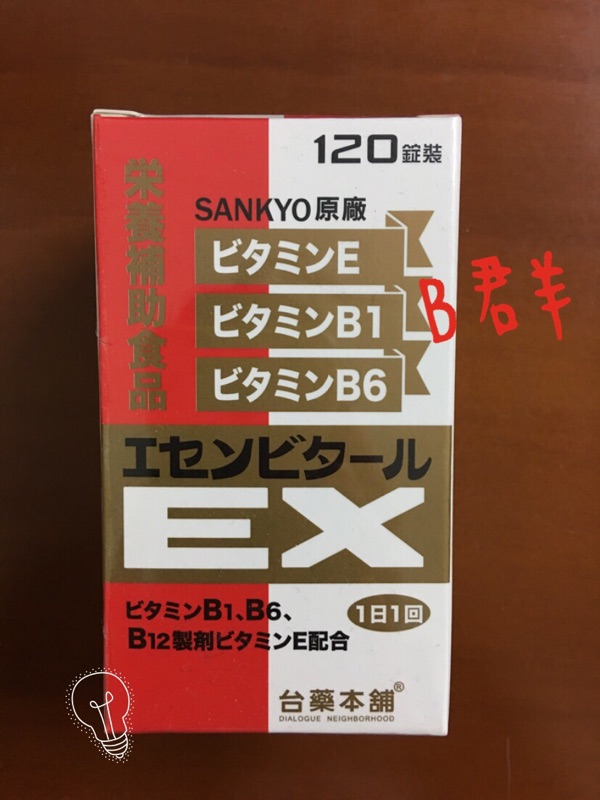 120錠裝
栄養補助食品
SANKYO原廠
ビタミンE
ビタミンB1
ビタミンB6
B君羊
エセンビタール
EX
ビタミンB1、B6、
B12製剤ビタミンE配合
1日1回
台藥本舖®
DIALOGUE NEIGHBORHOOD